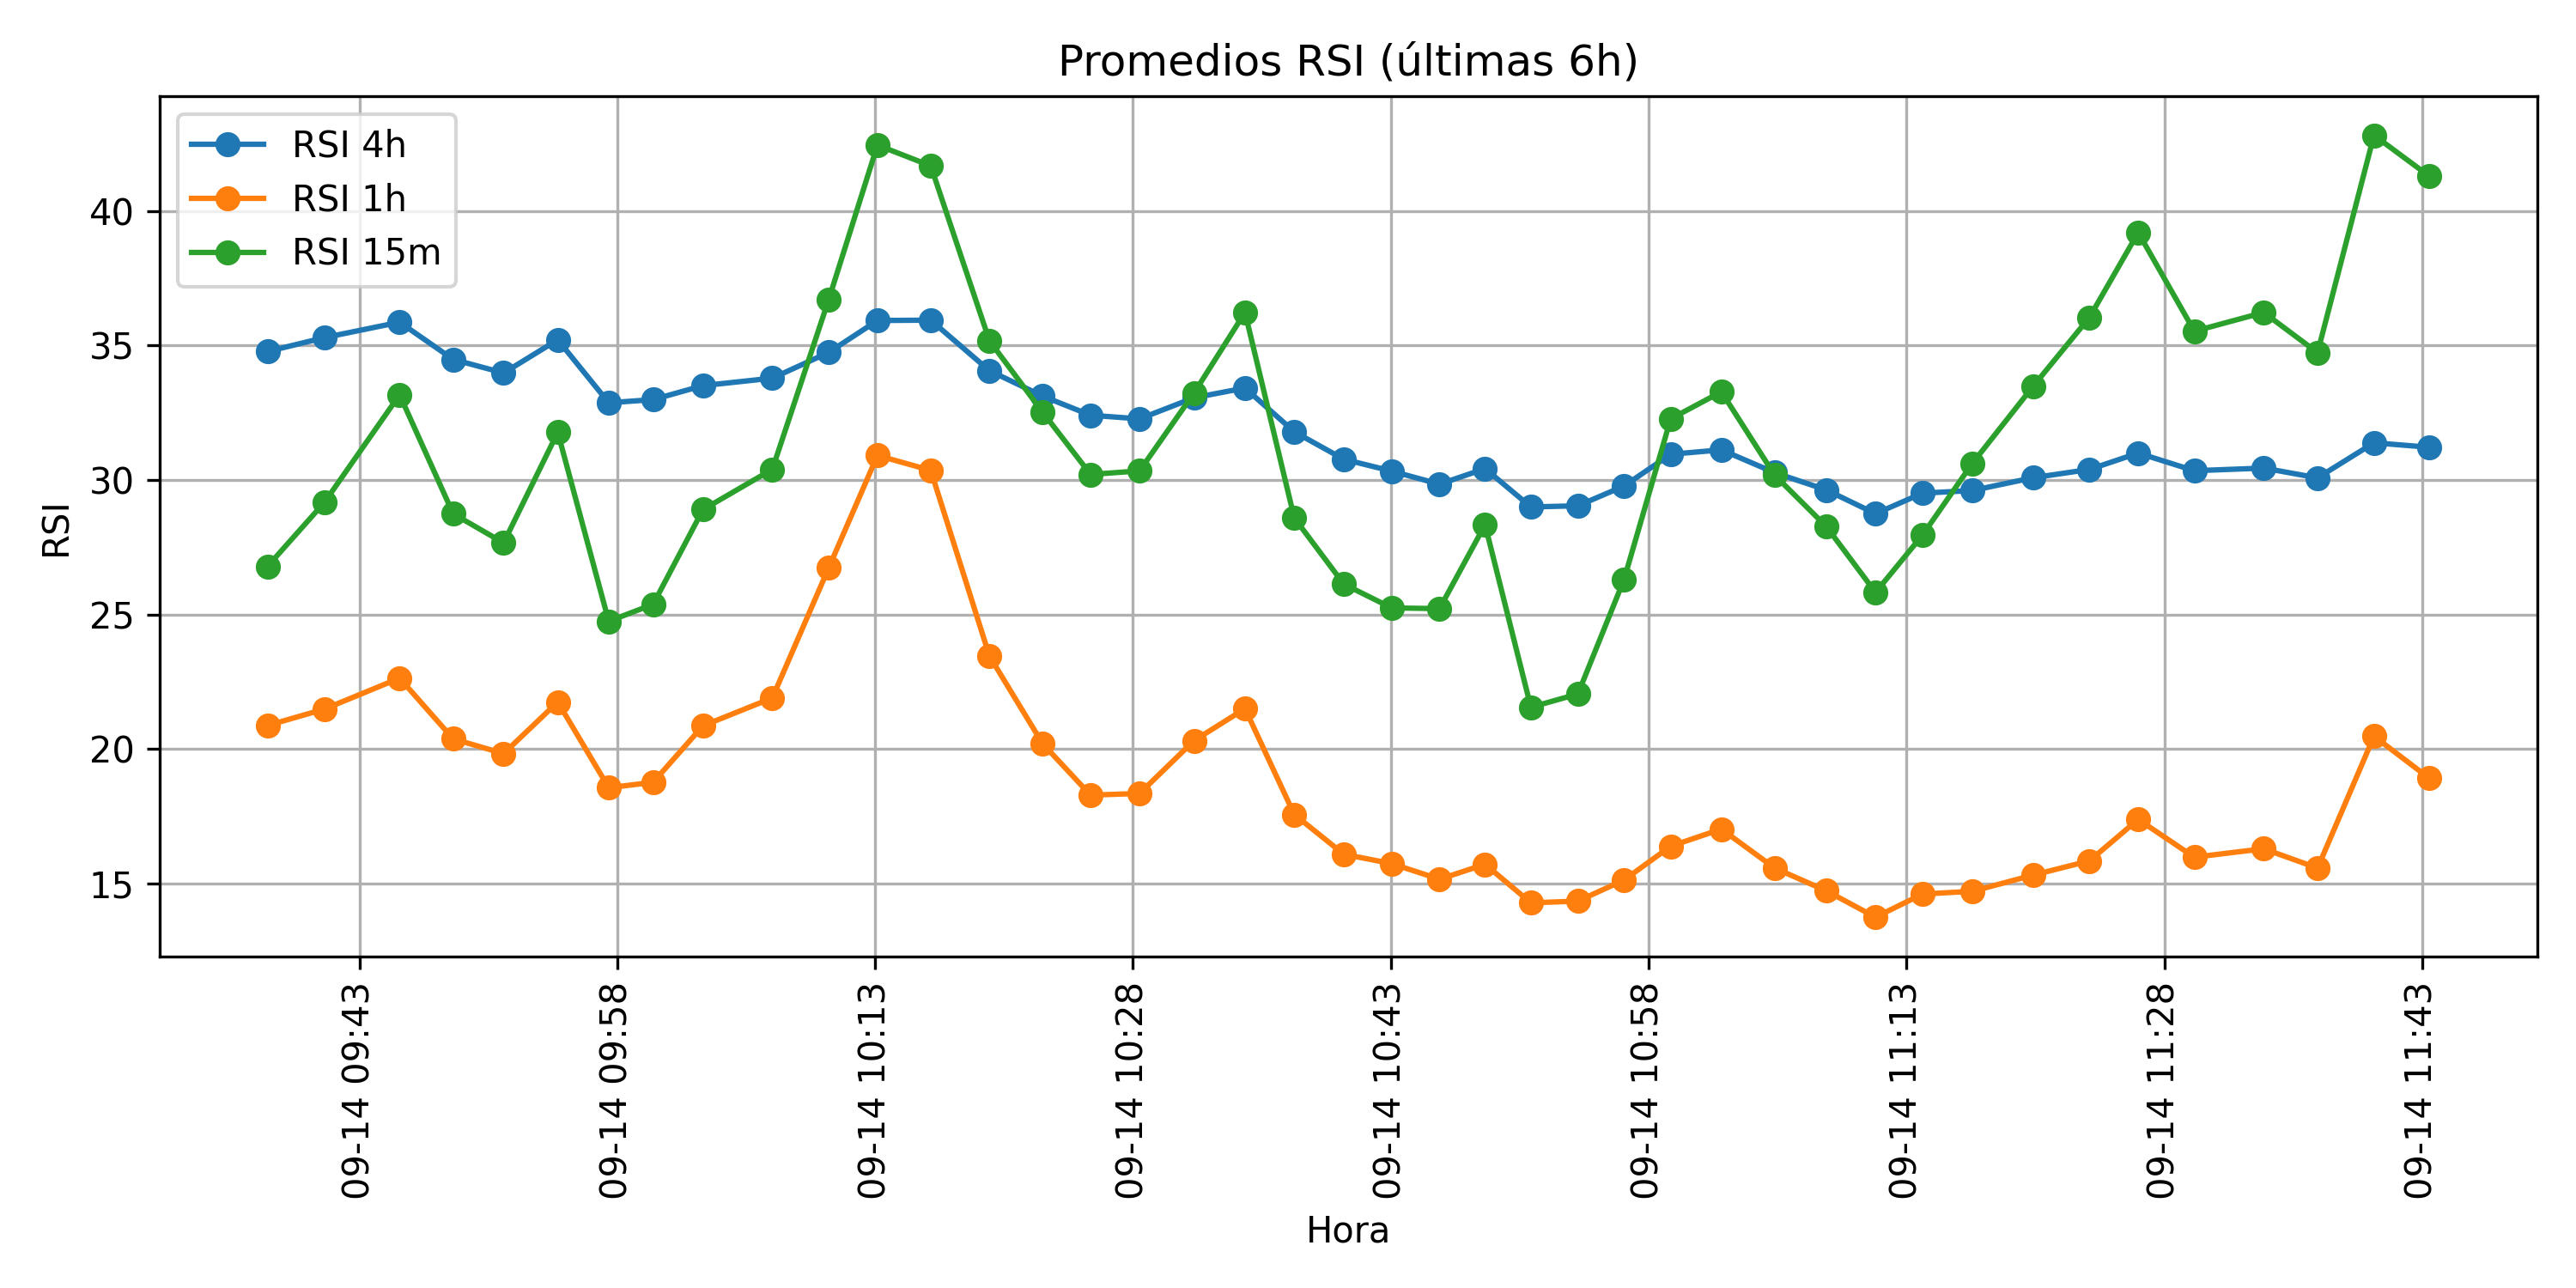 Promedios RSI (últimas 6h)
RSI 4h
RSI 1h
RSI 15m
RSI
40
35
30
25
20
15
09-14 09:43
09-14 09:58
09-14 10:13
09-14 10:28
09-14 10:43
09-14 10:58
09-14 11:13
09-14 11:28
09-14 11:43
Hora